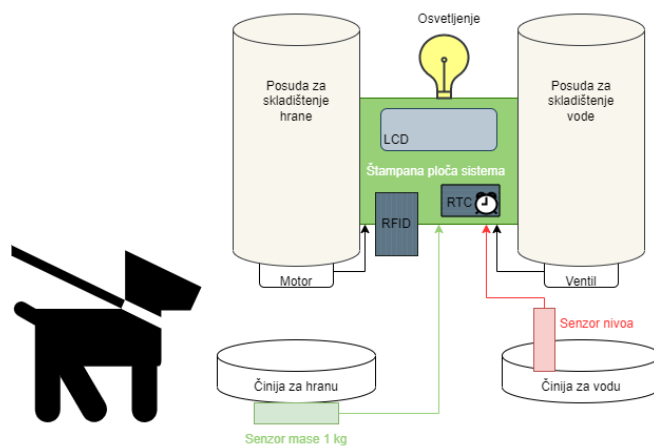 Osvetljenje
Posuda za
skladištenje
hrane
Posuda za
skladištenje
vode
LCD
Štampana ploča sistema
RTC
RFID
Motor
Ventil
Senzor nivoa
Činija za hranu
Činija za vodu
Senzor mase 1 kg